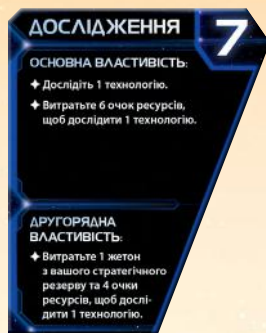 ДОСЛІДЖЕННЯ
7
ОСНОВНА ВЛАСТИВІСТЬ:
✦ Дослідіть 1 технологію.
✦ Витратьте 6 очок ресурсів,
щоб дослідити 1 технологію.
ДРУГОРЯДНА
ВЛАСТИВІСТЬ:
✦ Витратьте 1 жетон
з вашого стратегічного
резерву та 4 очки
ресурсів, щоб дослі-
дити 1 технологію.